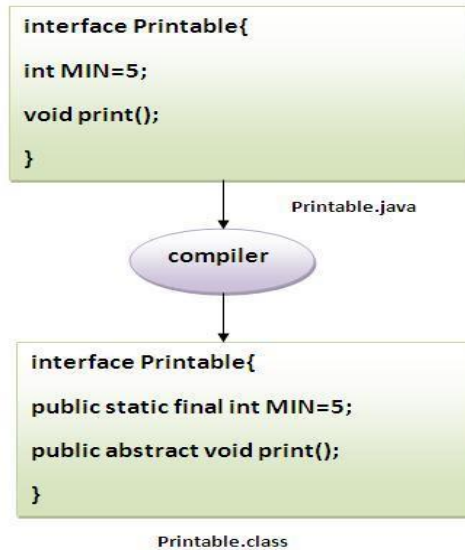 interface Printable{
int MIN=5;
void print();
}
Printable.java
compiler
interface Printable{
public static final int MIN=5;
public abstract void print();
}
Printable.class